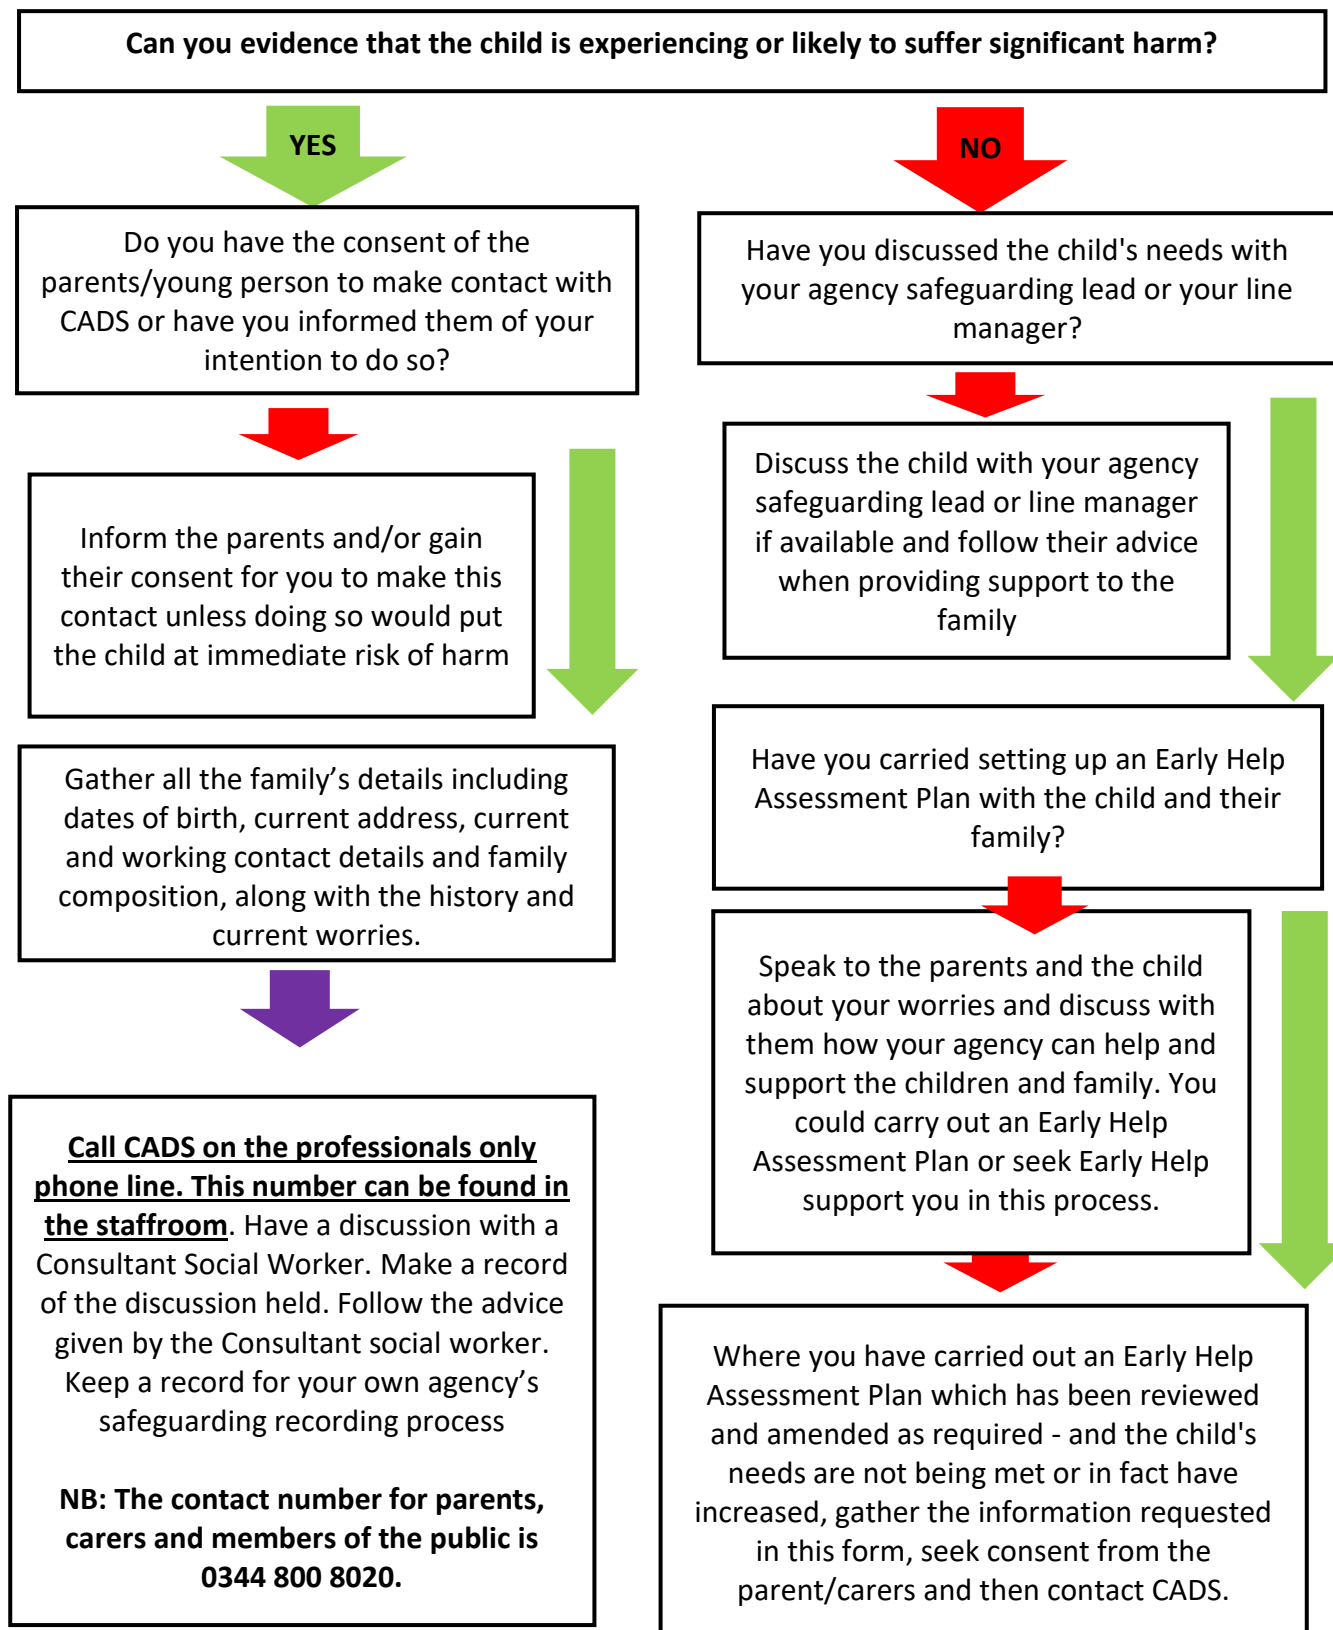 Can you evidence that the child is experiencing or likely to suffer significant harm?
YES
NO
Do you have the consent of the
parents/young person to make contact with
CADS or have you informed them of your
intention to do so?
Inform the parents and/or gain
their consent for you to make this
contact unless doing so would put
the child at immediate risk of harm
Gather all the family’s details including
dates of birth, current address, current
and working contact details and family
composition, along with the history and
current worries.
Call CADS on the professionals only
phone line. This number can be found in
the staffroom. Have a discussion with a
Consultant Social Worker. Make a record
of the discussion held. Follow the advice
given by the Consultant social worker.
Keep a record for your own agency’s
safeguarding recording process
NB: The contact number for parents,
carers and members of the public is
0344 800 8020.
Have you discussed the child's needs with
your agency safeguarding lead or your line
manager?
Discuss the child with your agency
safeguarding lead or line manager
if available and follow their advice
when providing support to the
family
Have you carried setting up an Early Help
Assessment Plan with the child and their
family?
Speak to the parents and the child
about your worries and discuss with
them how your agency can help and
support the children and family. You
could carry out an Early Help
Assessment Plan or seek Early Help
support you in this process.
Where you have carried out an Early Help
Assessment Plan which has been reviewed
and amended as required - and the child's
needs are not being met or in fact have
increased, gather the information requested
in this form, seek consent from the
parent/carers and then contact CADS.